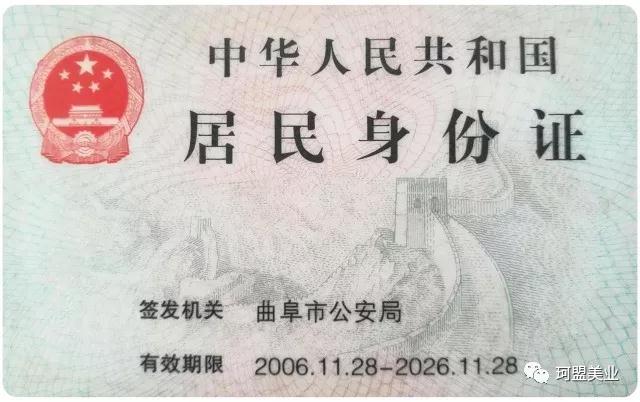 中华人民共和国
居民身份证
签发机关 曲阜市公安局
有效期限 2006.11.28-2026.11.28
珂盟美业